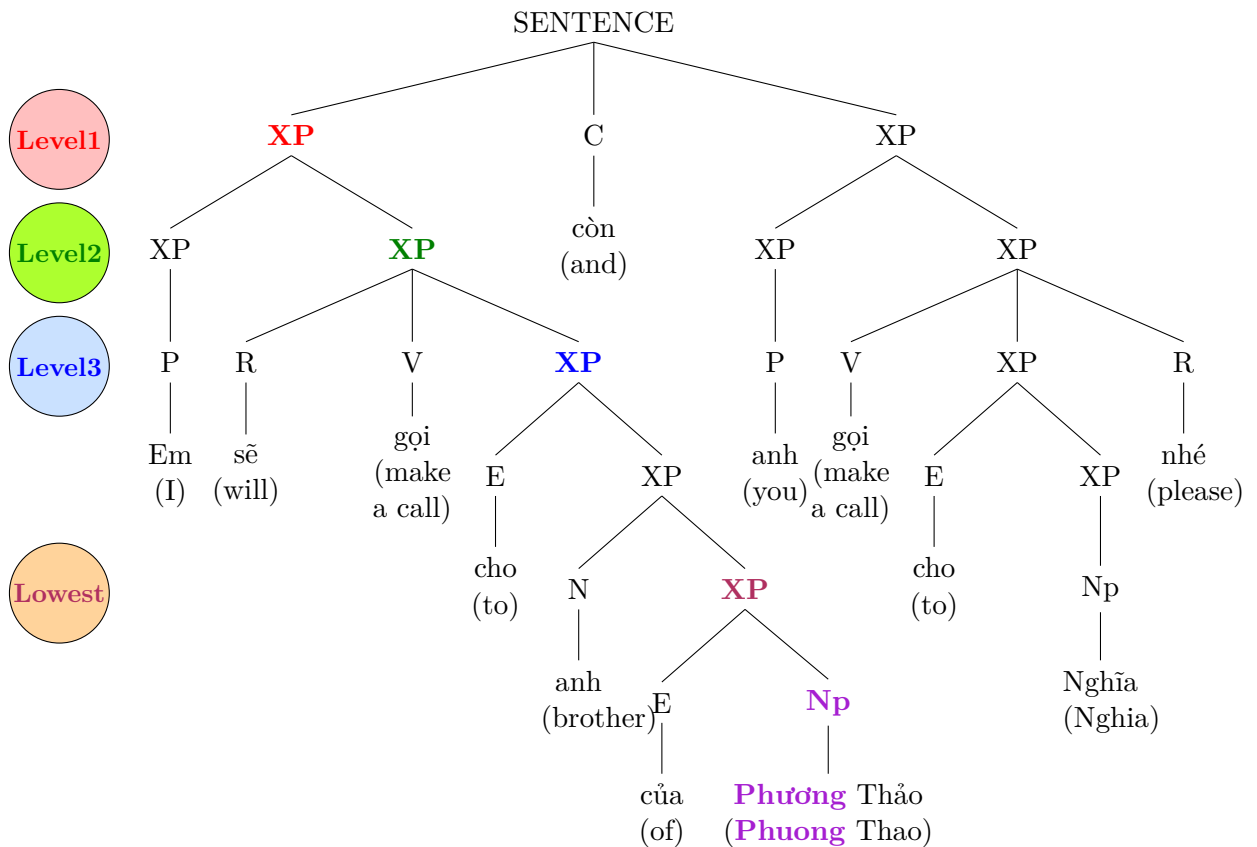 SENTENCE
Level1 XP C XP
còn
(and)
Level2 XP XP XP XP
Level3 P R V XP P V XP R
Em
(I)
sẽ
(will)
gọi
(make
a call)
E XP
anh
(you)
gọi
(make
a call)
E XP
nhé
(please)
Lowest
cho
(to)
N XP
cho
(to)
Np
anh
(brother)
E Np
Nghĩa
(Nghia)
của
(of)
Phương Thảo
(Phuong Thao)